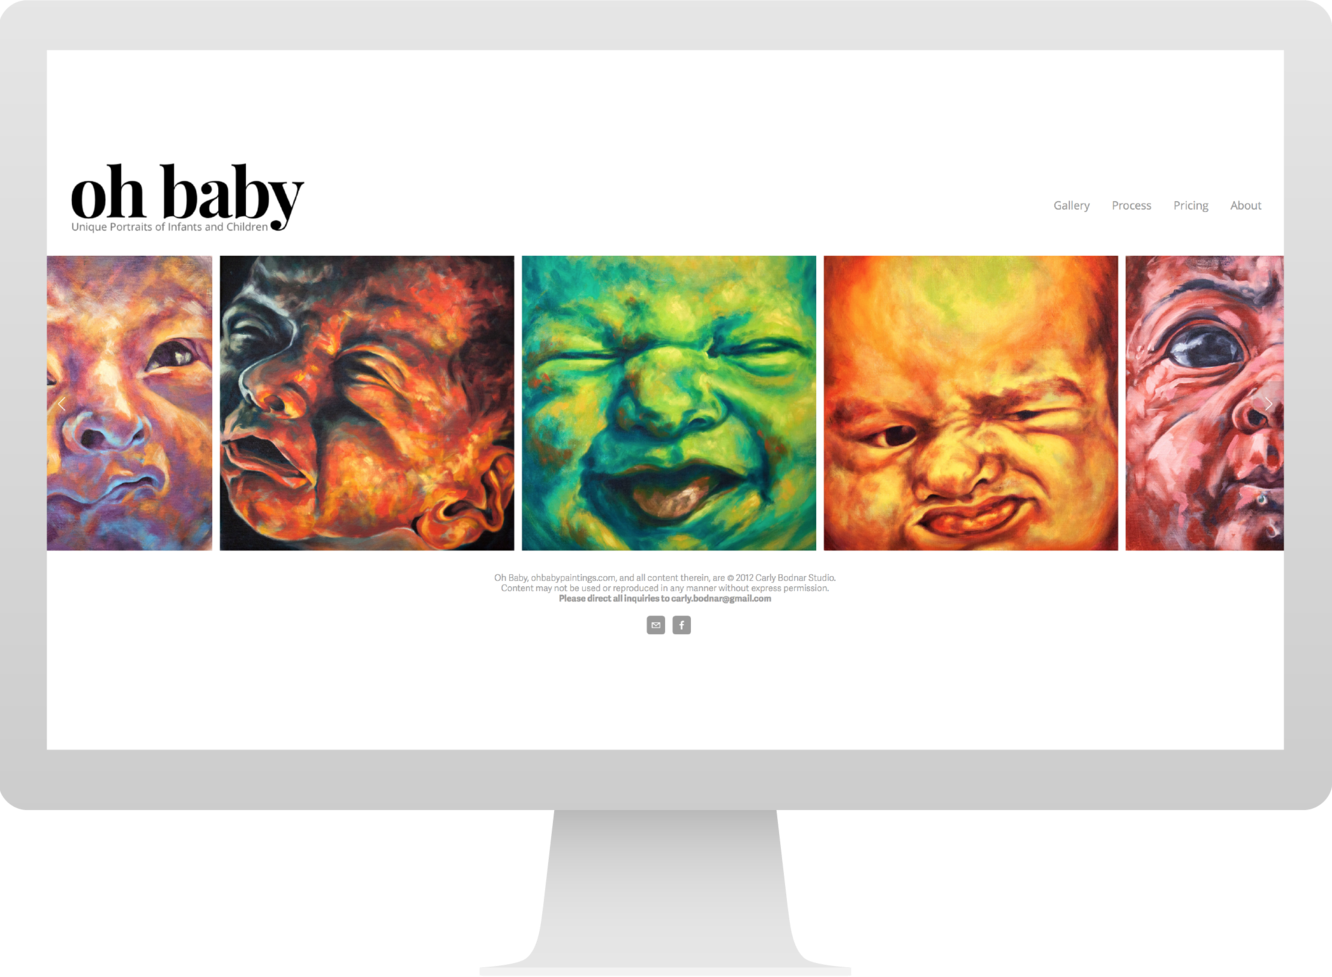 oh baby
Unique Portraits of Infants and Children
Gallery Process Pricing About
Oh Baby, ohbabypaintings.com, and all content therein, are © 2012 Carly Bodnar Studio.
Content may not be used or reproduced in any manner without express permission.
Please direct all inquiries to carly.bodnar@gmail.com